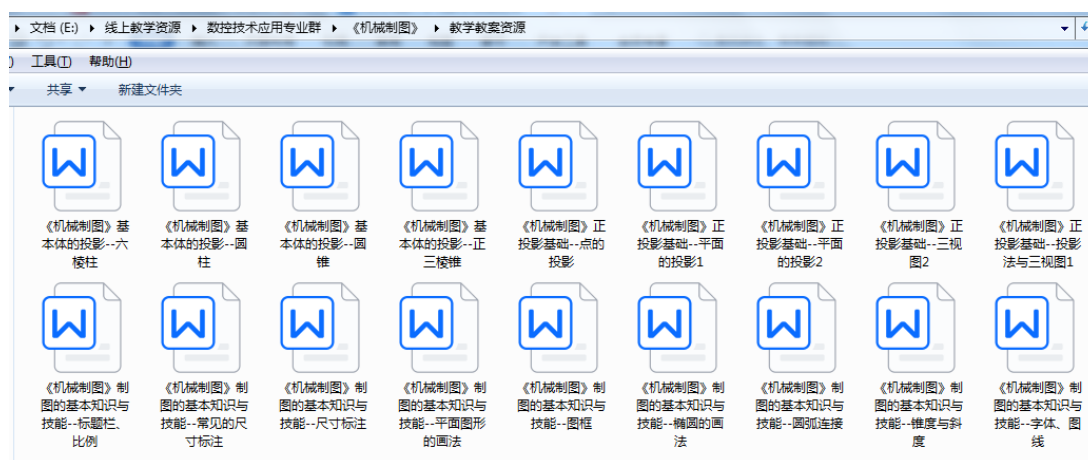 文档 (E:) 线上教学资源 数控技术应用专业群 《机械制图》 教学教案资源
工具(T) 帮助(H)
共享 新建文件夹
《机械制图》基
本体的投影--六
棱柱
《机械制图》基
本体的投影--圆
柱
《机械制图》基
本体的投影--圆
锥
《机械制图》基
本体的投影--正
三棱锥
《机械制图》正
投影基础--点的
投影
《机械制图》正
投影基础--平面
的投影1
《机械制图》正
投影基础--平面
的投影2
《机械制图》正
投影基础--三视
图2
《机械制图》正
投影基础--投影
法与三视图1
《机械制图》制
图的基本知识与
技能--标题栏、
比例
《机械制图》制
图的基本知识与
技能--常见的尺
寸标注
《机械制图》制
图的基本知识与
技能--尺寸标注
《机械制图》制
图的基本知识与
技能--平面图形
的画法
《机械制图》制
图的基本知识与
技能--图框
《机械制图》制
图的基本知识与
技能--椭圆的画
法
《机械制图》制
图的基本知识与
技能--圆弧连接
《机械制图》制
图的基本知识与
技能--锥度与斜
度
《机械制图》制
图的基本知识与
技能--字体、图
线